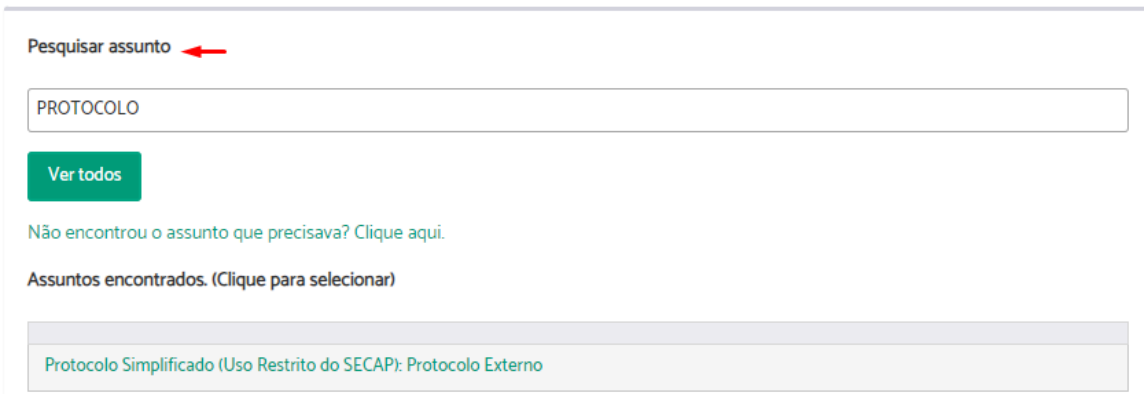 Pesquisar assunto
PROTOCOLO
Ver todos
Não encontrou o assunto que precisava? Clique aqui.
Assuntos encontrados. (Clique para selecionar)
Protocolo Simplificado (Uso Restrito do SECAP): Protocolo Externo